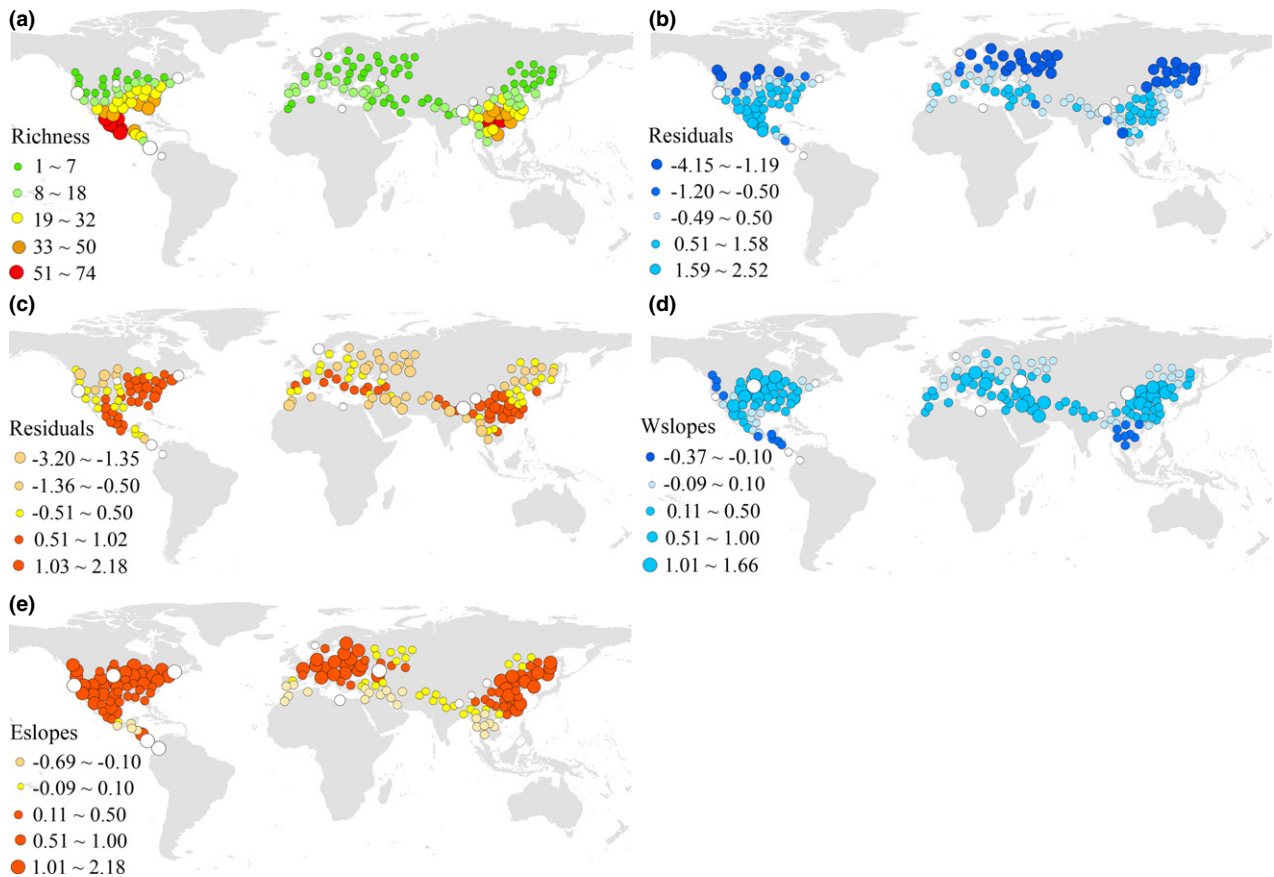 (a)
Richness
1 ~ 7
8 ~ 18
19 ~ 32
33 ~ 50
51 ~ 74
(b)
Residuals
-4.15 ~ -1.19
-1.20 ~ -0.50
-0.49 ~ 0.50
0.51 ~ 1.58
1.59 ~ 2.52
(c)
Residuals
-3.20 ~ -1.35
-1.36 ~ -0.50
-0.51 ~ 0.50
0.51 ~ 1.02
1.03 ~ 2.18
(d)
Wslopes
-0.37 ~ -0.10
-0.09 ~ 0.10
0.11 ~ 0.50
0.51 ~ 1.00
1.01 ~ 1.66
(e)
Eslopes
-0.69 ~ -0.10
-0.09 ~ 0.10
0.11 ~ 0.50
0.51 ~ 1.00
1.01 ~ 2.18